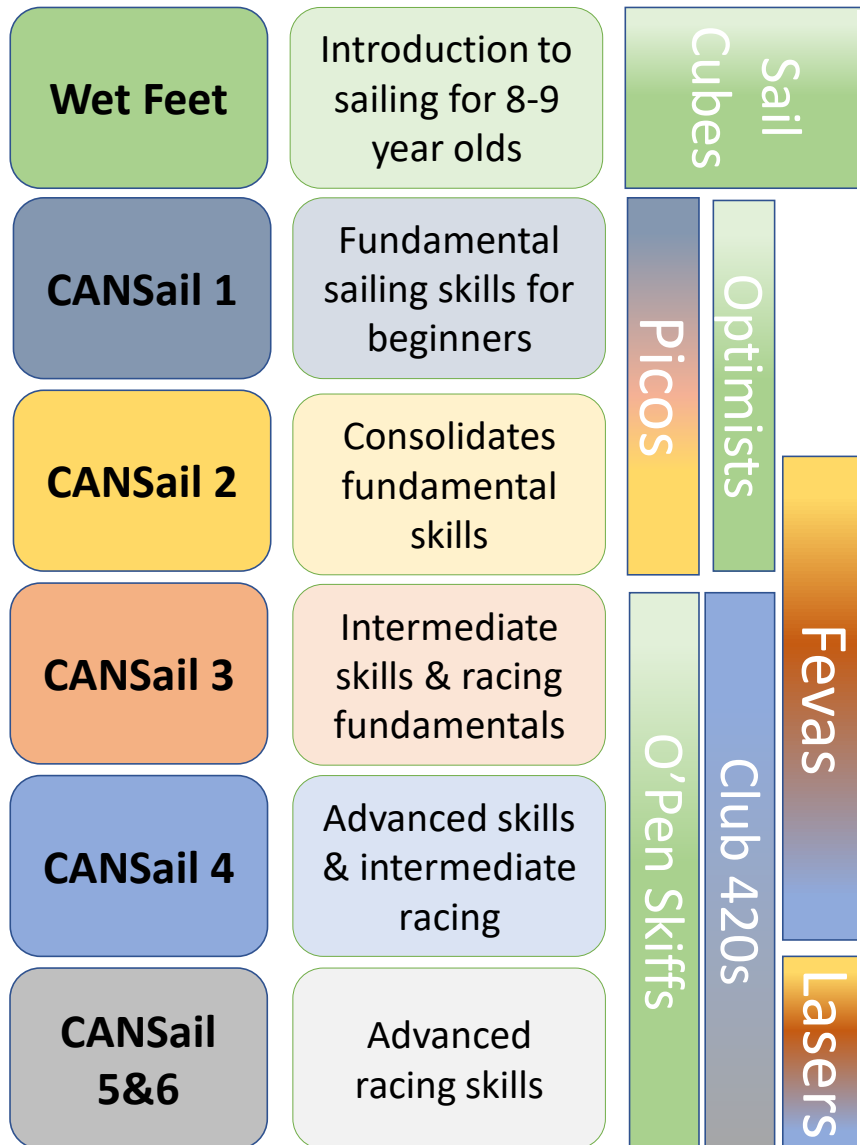 Wet Feet
Introduction to
sailing for 8-9
year olds
Sail
Cubes
CANSail 1
Fundamental
sailing skills for
beginners
Picos
Optimists
CANSail 2
Consolidates
fundamental
skills
Fevas
CANSail 3
Intermediate
skills & racing
fundamentals
O'Pen Skiffs
Club 420s
CANSail 4
Advanced skills
& intermediate
racing
CANSail
5&6
Advanced
racing skills
Lasers